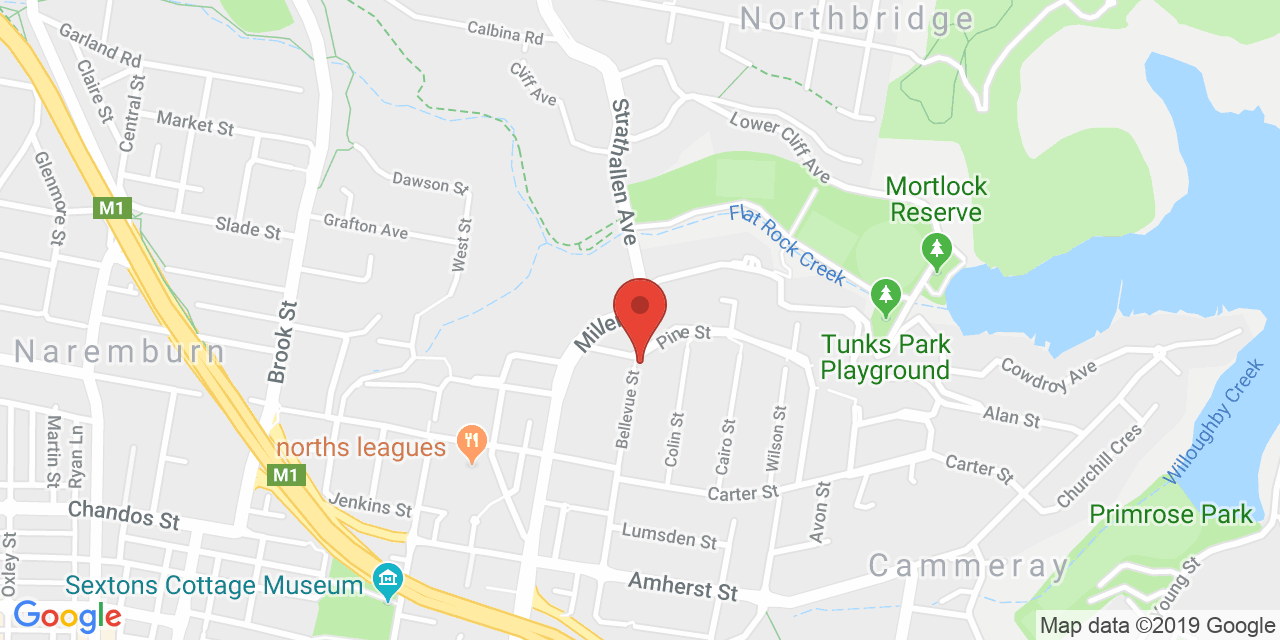 Northbridge
Calbina Rd
Garland Rd
Claire St
Central St
Cliff Ave
Strathallen Ave
Market St
Lower Cliff Ave
Glenmore St
Dawson St
Mortlock
Reserve
M1
Slade St
Grafton Ave
West St
Flat Rock Creek
Brook St
Pine St
Naremburn
Tunks Park
Playground
Cowdroy Ave
Willoughby Creek
Bellevue St
Colin St
Cairo St
Wilson St
Alan St
Churchill Cres
Martin St
Ryan Ln
norths leagues
M1
Carter St
Carter St
Jenkins St
Avon St
Chandos St
Primrose Park
Lumsden St
Oxley St
Sextons Cottage Museum
Amherst St
Cammeray
Young St
Google
Map data ©2019 Google